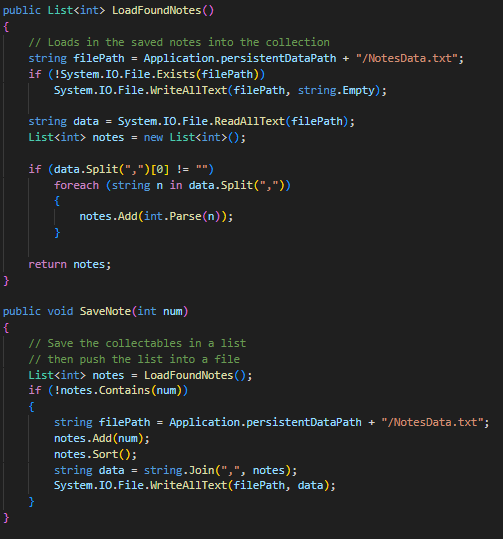 public List<int> LoadFoundNotes()
{
    // Loads in the saved notes into the collection
    string filePath = Application.persistentDataPath + "/NotesData.txt";
    if (!System.IO.File.Exists(filePath))
        System.IO.File.WriteAllText(filePath, string.Empty);

    string data = System.IO.File.ReadAllText(filePath);
    List<int> notes = new List<int>();

    if (data.Split(",")[0] != "")
        foreach (string n in data.Split(","))
        {
            notes.Add(int.Parse(n));
        }

    return notes;
}

public void SaveNote(int num)
{
    // Save the collectables in a list
    // then push the list into a file
    List<int> notes = LoadFoundNotes();
    if (!notes.Contains(num))
    {
        string filePath = Application.persistentDataPath + "/NotesData.txt";
        notes.Add(num);
        notes.Sort();
        string data = string.Join(",", notes);
        System.IO.File.WriteAllText(filePath, data);
    }
}